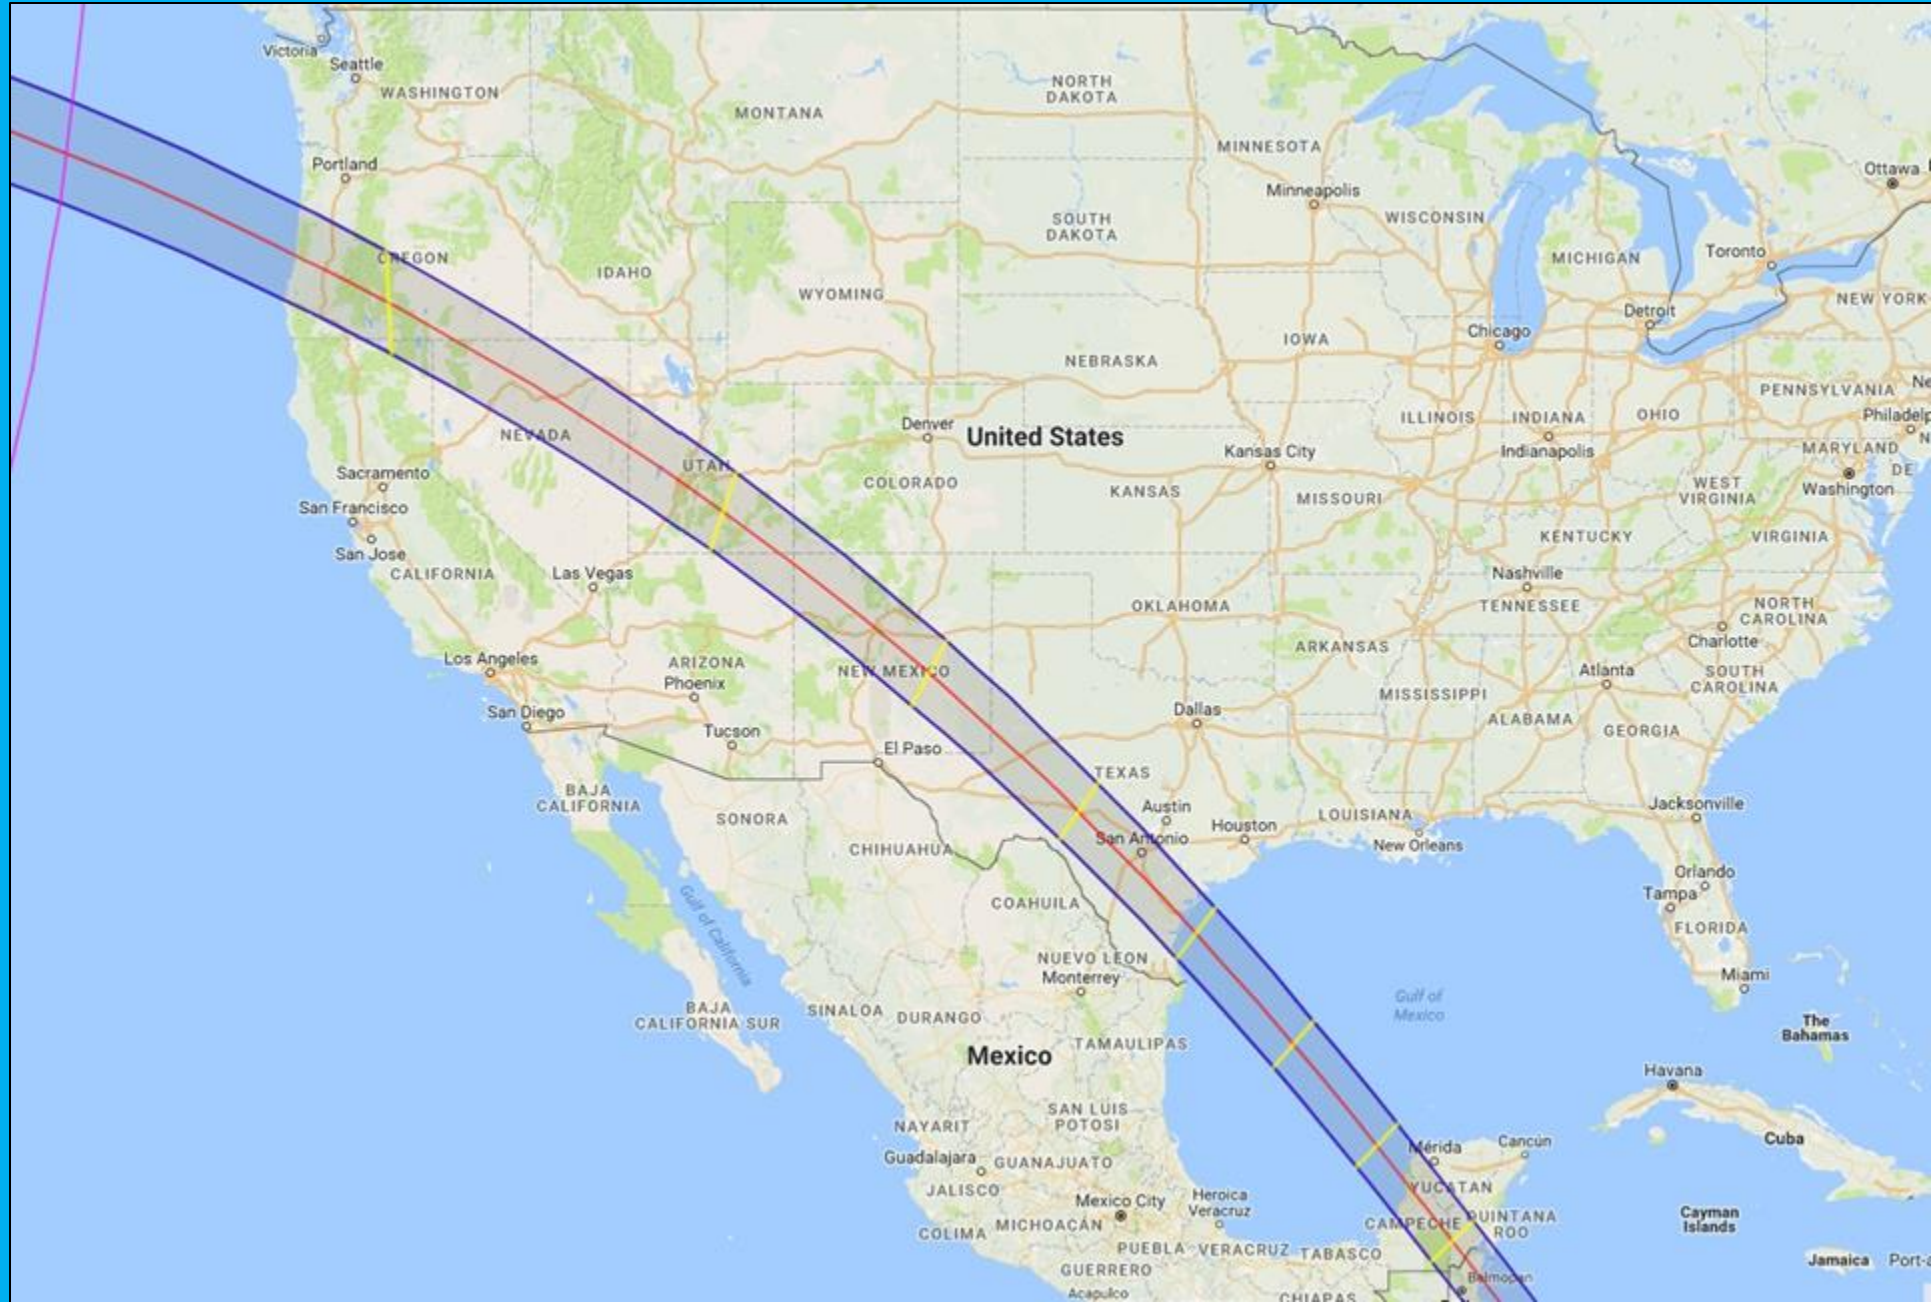 Victoria
Seattle
WASHINGTON
MONTANA
NORTH
DAKOTA
MINNESOTA
Portland
Minneapolis
Ottawa
SOUTH
DAKOTA
WISCONSIN
OREGON
IDAHO
WYOMING
MICHIGAN
Toronto
NEW YORK
Detroit
Chicago
IOWA
NEBRASKA
PENNSYLVANIA
Ne
ILLINOIS
INDIANA
OHIO
Philadelp
N
NEVADA
Denver
United States
Kansas City
Indianapolis
MARYLAND
DE
Washington
UTAH
Sacramento
San Francisco
San Jose
COLORADO
KANSAS
MISSOURI
WEST
VIRGINIA
KENTUCKY
VIRGINIA
CALIFORNIA
Las Vegas
Nashville
TENNESSEE
OKLAHOMA
NORTH
CAROLINA
Charlotte
ARKANSAS
Los Angeles
ARIZONA
Phoenix
NEW MEXICO
Atlanta
SOUTH
CAROLINA
MISSISSIPPI
San Diego
Tucson
Dallas
ALABAMA
GEORGIA
El Paso
TEXAS
BAJA
CALIFORNIA
SONORA
Austin
Houston
LOUISIANA
Jacksonville
San Antonio
New Orleans
CHIHUAHUA
Orlando
Tampa
COAHUILA
FLORIDA
Gulf of California
NUEVO LEON
Monterrey
Miami
Gulf of
Mexico
BAJA
CALIFORNIA SUR
SINALOA
DURANGO
The
Bahamas
Mexico
TAMAULIPAS
Havana
SAN LUIS
POTOSI
NAYARIT
Cuba
Mérida
Cancún
Guadalajara
GUANAJUATO
JALISCO
YUCATAN
Mexico City
Heroica
Veracruz
Cayman
Islands
COLIMA
MICHOACÁN
CAMPECHE
QUINTANA
ROO
PUEBLA
VERACRUZ
TABASCO
Jamaica
Port-a
GUERRERO
Belmopan
Acapulco
CHIAPAS